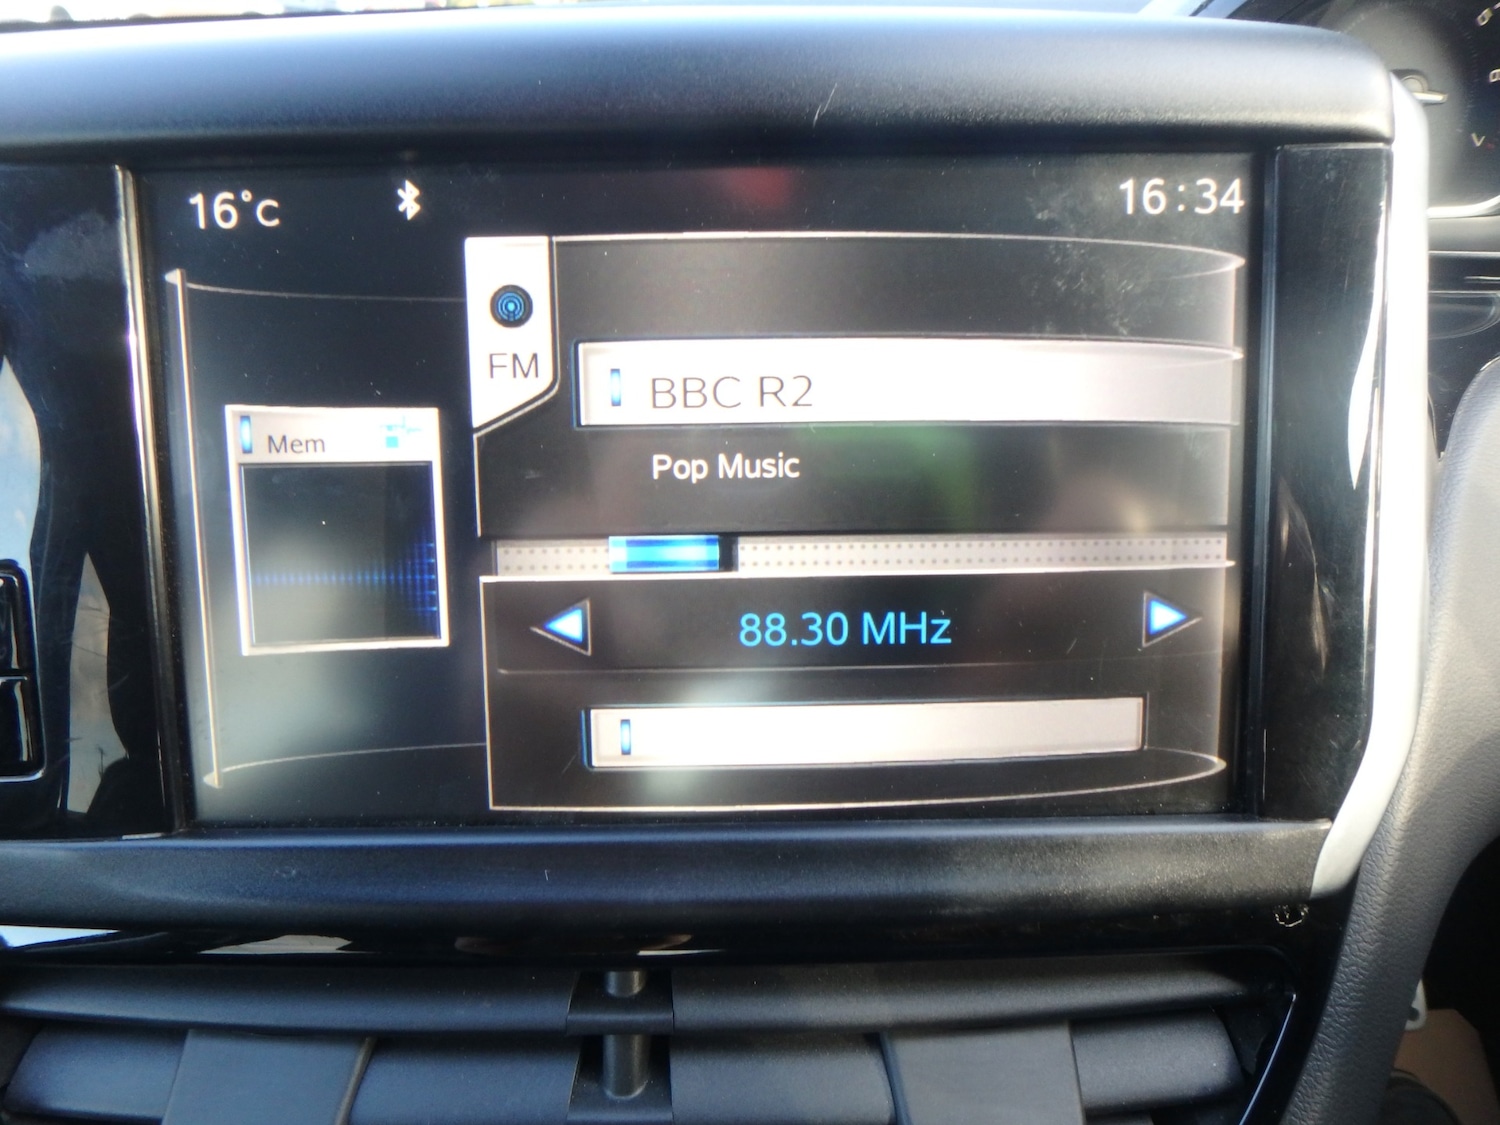 16°C
16:34
FM
BBC R2
Mem
Pop Music
88.30 MHz